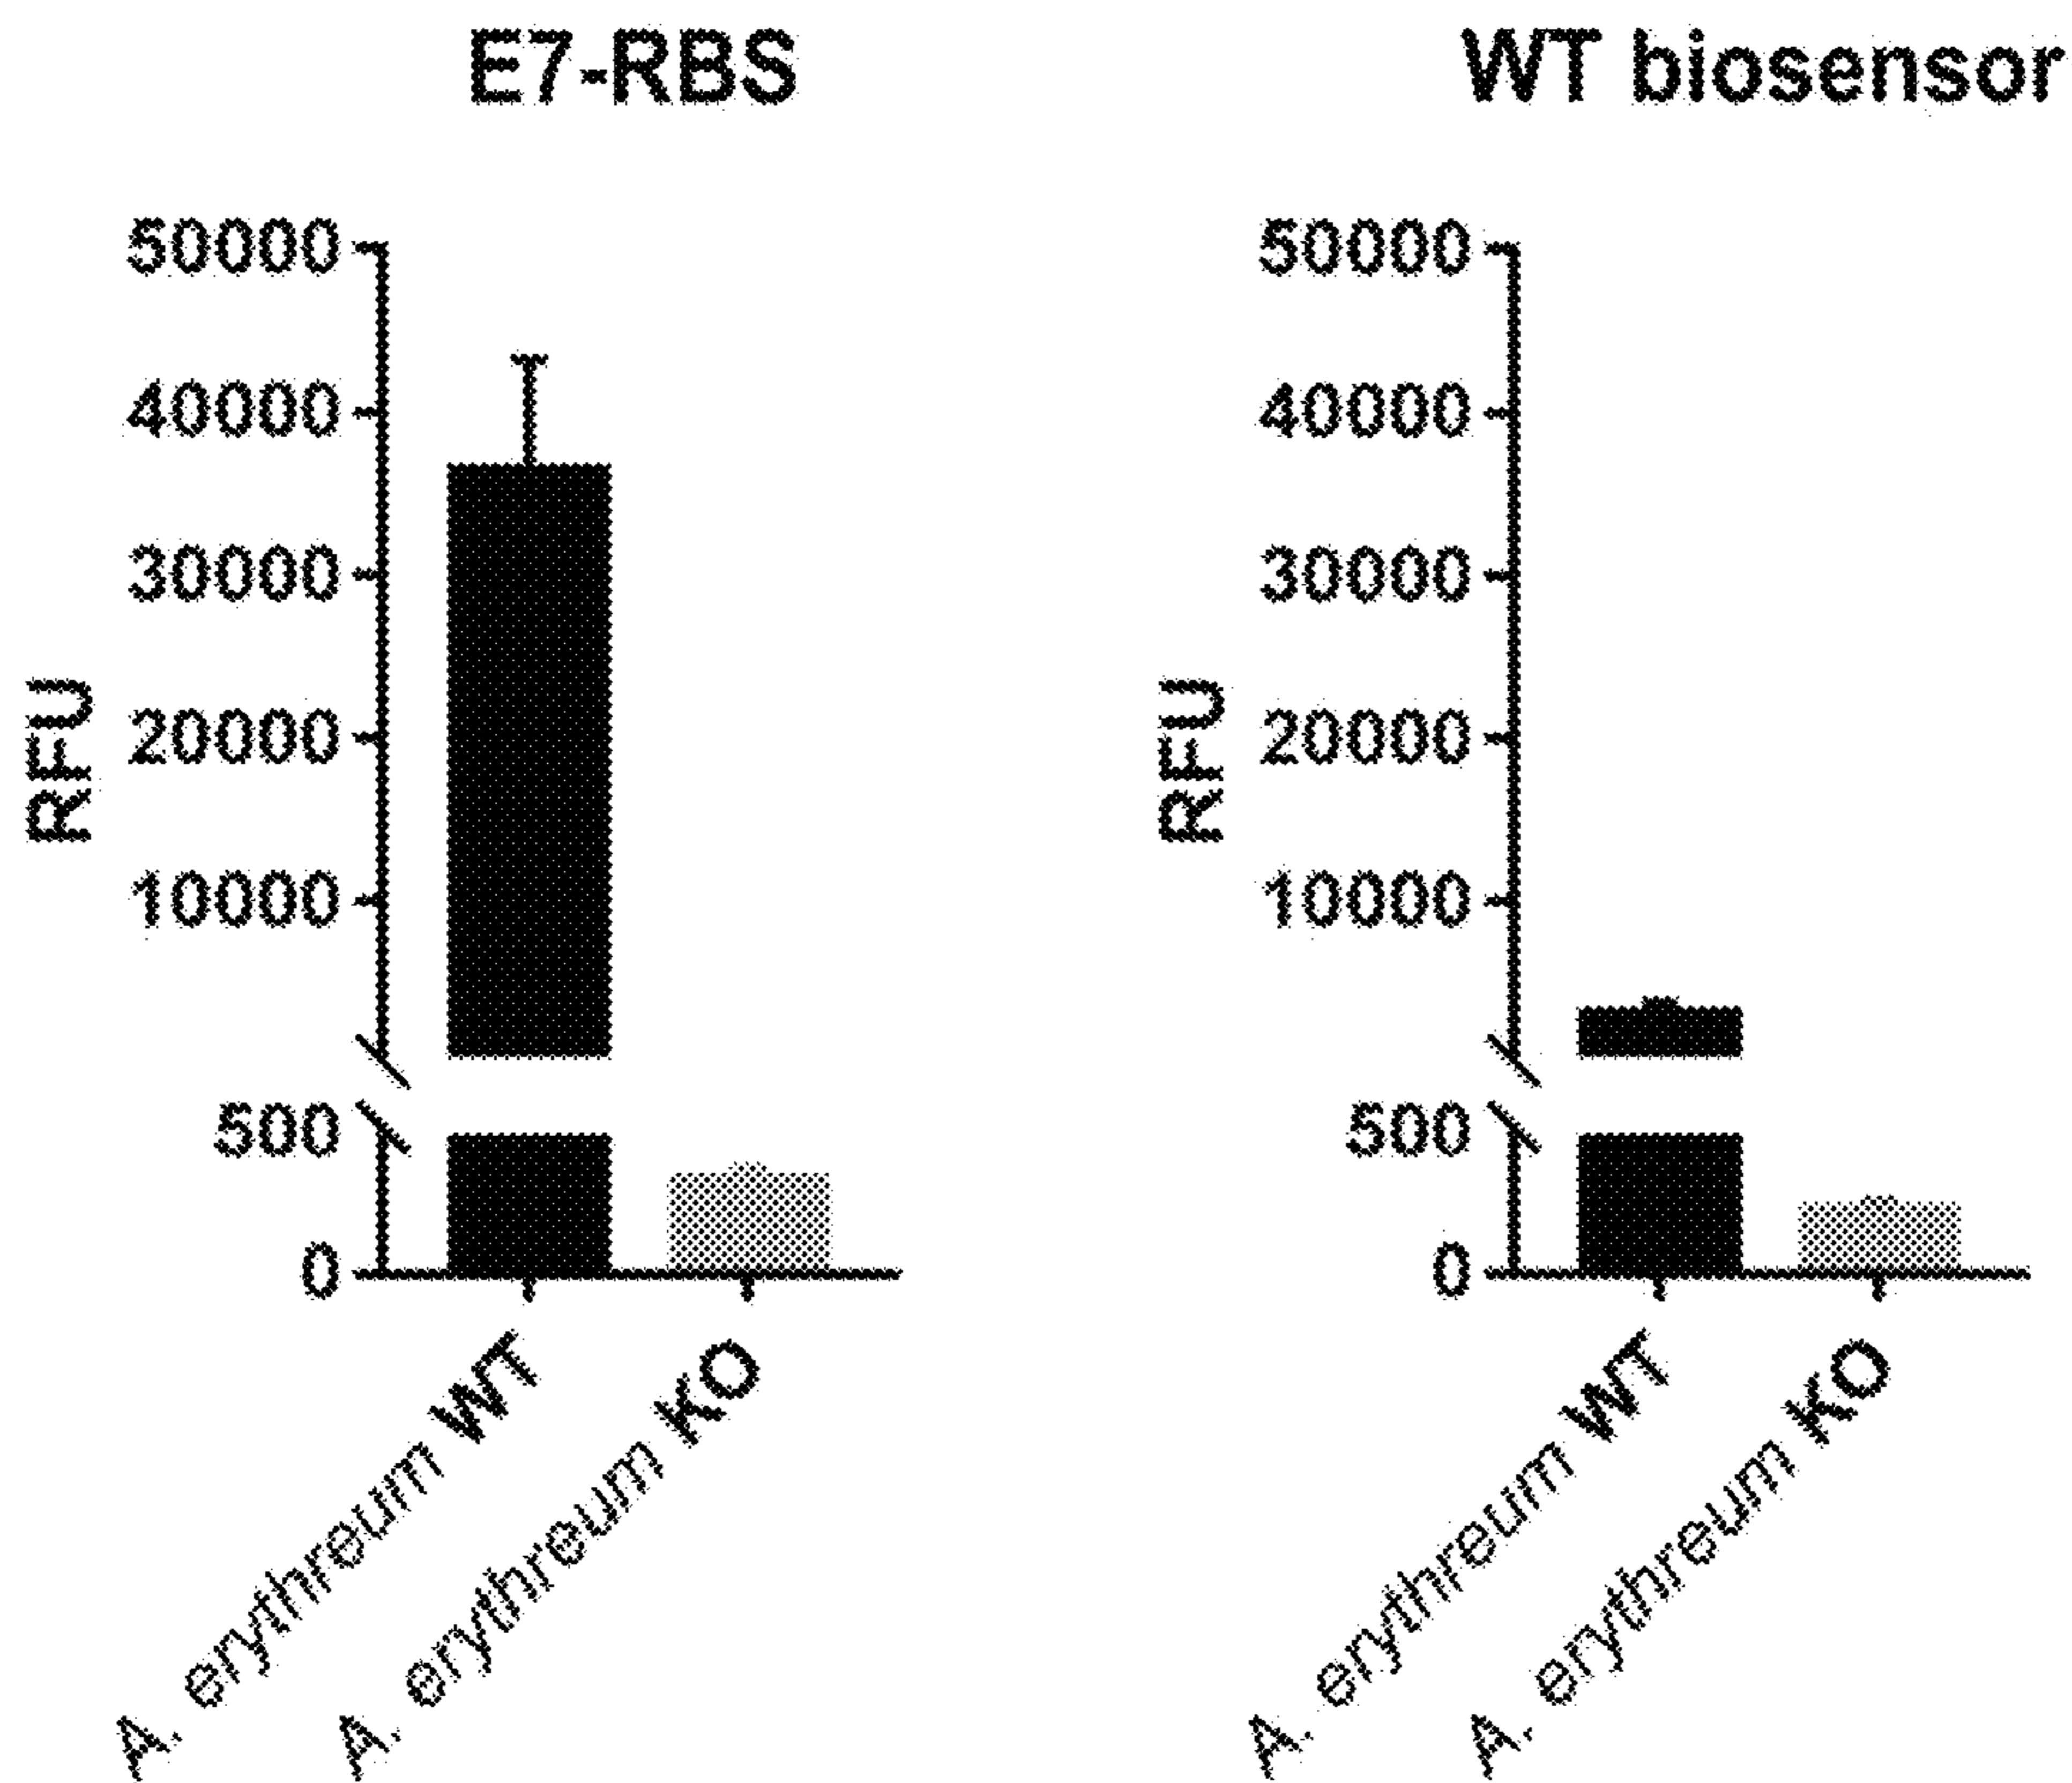 E7-RBS
50000
40000
30000
20000
10000
500
0
RFU
A. erythreum WT
A. erythreum KO
WT biosensor
50000
40000
30000
20000
10000
500
0
RFU
A. erythreum WT
A. erythreum KO